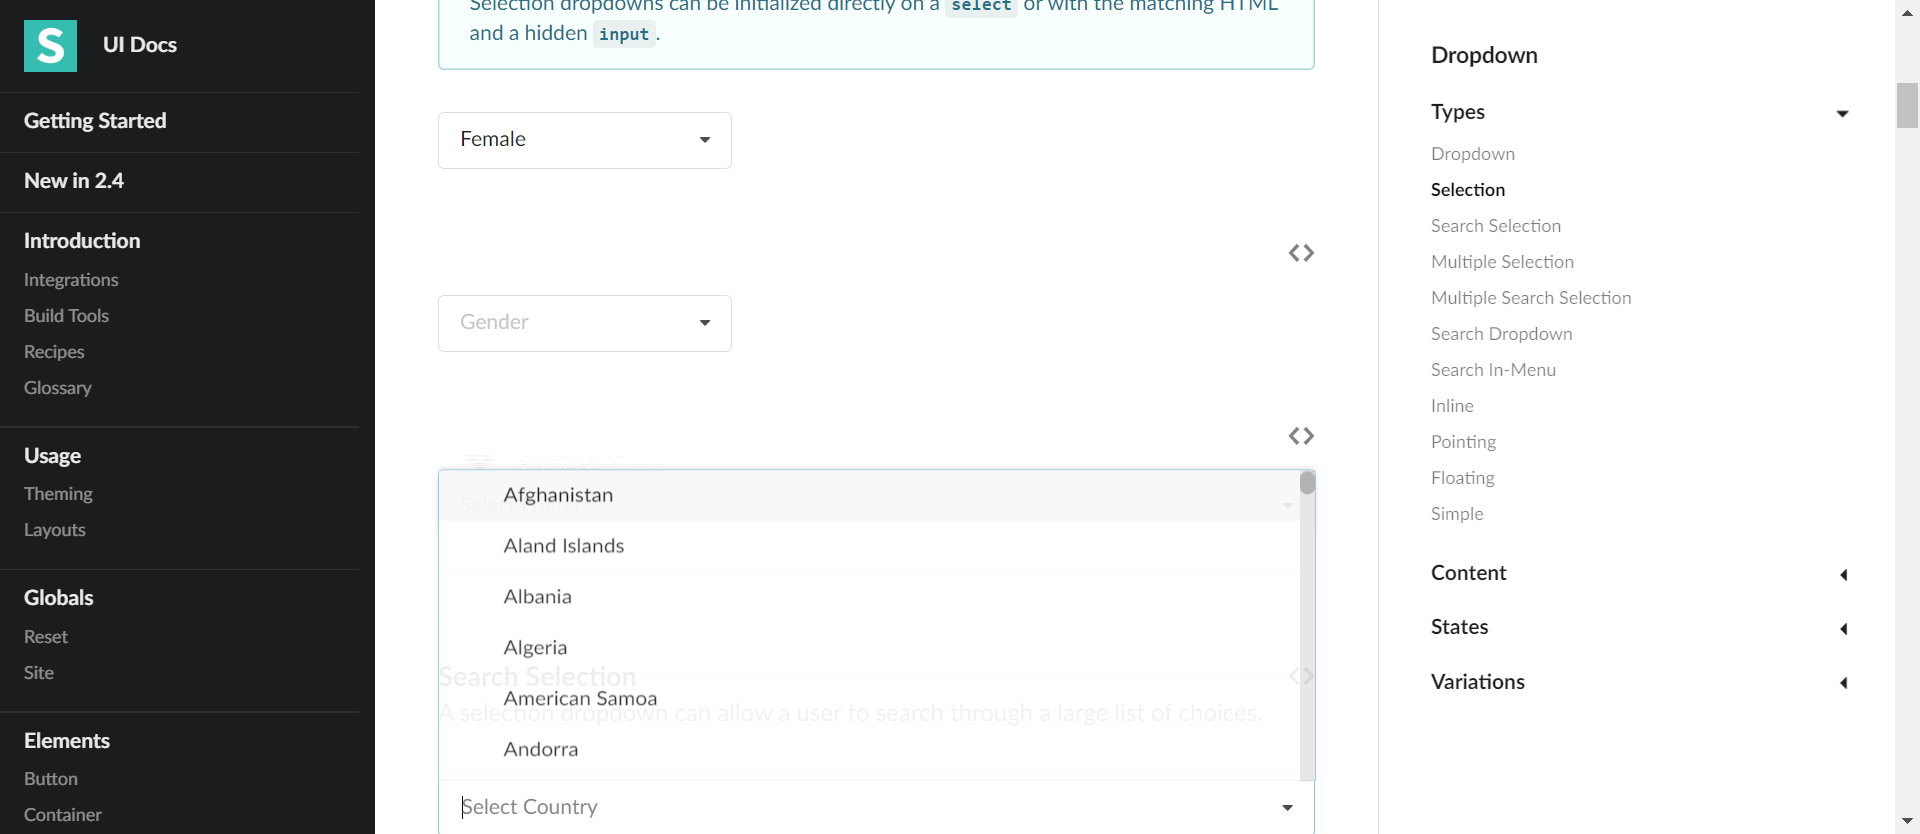 S
UI Docs
Getting Started
New in 2.4
Introduction
Integrations
Build Tools
Recipes
Glossary
Usage
Theming
Layouts
Globals
Reset
Site
Elements
Button
Container
Selection dropdowns can be initialized directly on a select or with the matching HTML
and a hidden input.
Female
Gender
Afghanistan
Aland Islands
Albania
Algeria
Search Selection
American Samoa
A selection dropdown can allow a user to search through a large list of choices.
Andorra
Select Country
Dropdown
Types
Dropdown
Selection
Search Selection
Multiple Selection
Multiple Search Selection
Search Dropdown
Search In-Menu
Inline
Pointing
Floating
Simple
Content
States
Variations